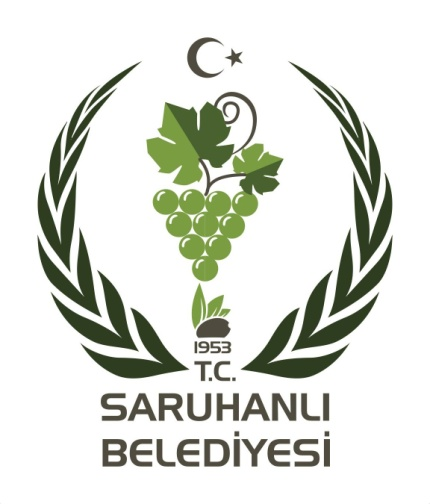 1953
T.C.
SARUHANLI
BELEDİYESİ